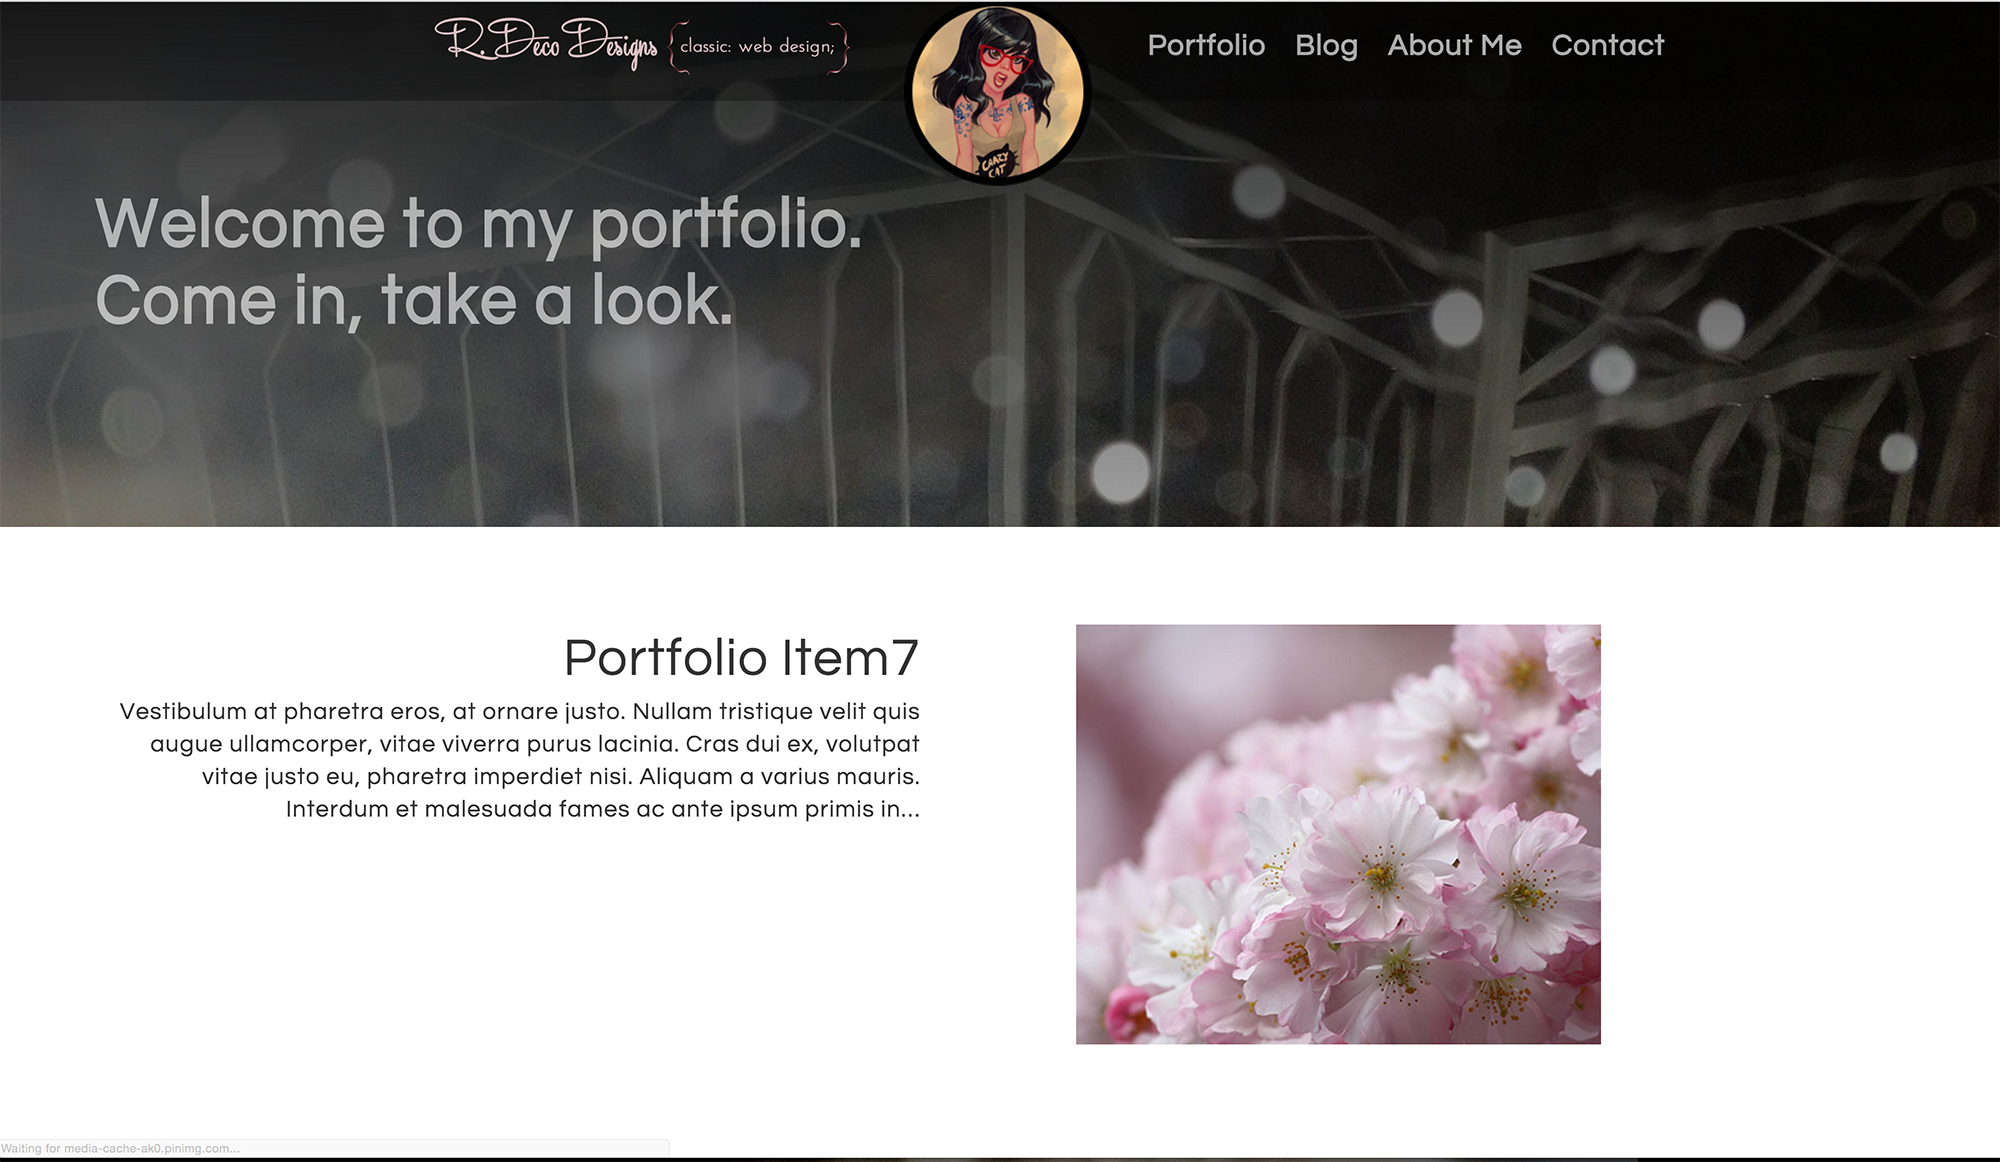 R. Deco Designs {classic: web design;}
Portfolio Blog About Me Contact
CRAZY
CAT
Welcome to my portfolio.
Come in, take a look.
Portfolio Item7
Vestibulum at pharetra eros, at ornare justo. Nullam tristique velit quis
augue ullamcorper, vitae viverra purus lacinia. Cras dui ex, volutpat
vitae justo eu, pharetra imperdiet nisi. Aliquam a varius mauris.
Interdum et malesuada fames ac ante ipsum primis in...
Waiting for media-cache-ak0.pinimg.com...